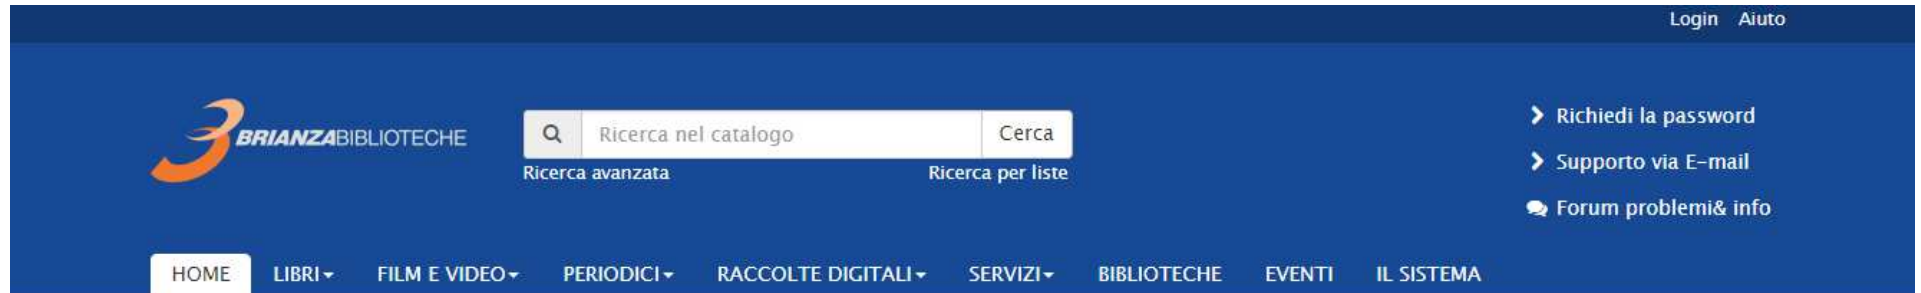 Login Aiuto
BRIANZABIBLIOTECHE
Ricerca nel catalogo Cerca
Ricerca avanzata Ricerca per liste
Richiedi la password
Supporto via E-mail
Forum problemi& info
HOME LIBRI FILM E VIDEO PERIODICI RACCOLTE DIGITALI SERVIZI BIBLIOTECHE EVENTI IL SISTEMA